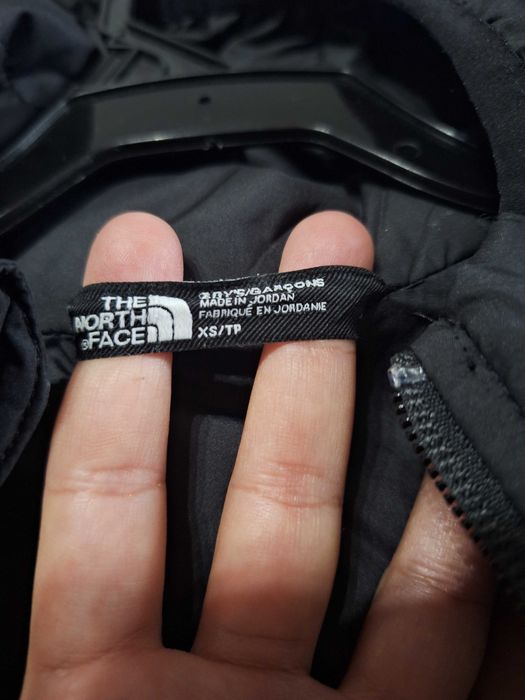 THE
NORTH
FACE
BOYS/GARÇONS
MADE IN JORDAN
FABRIQUÉ EN JORDANIE
XS/TP